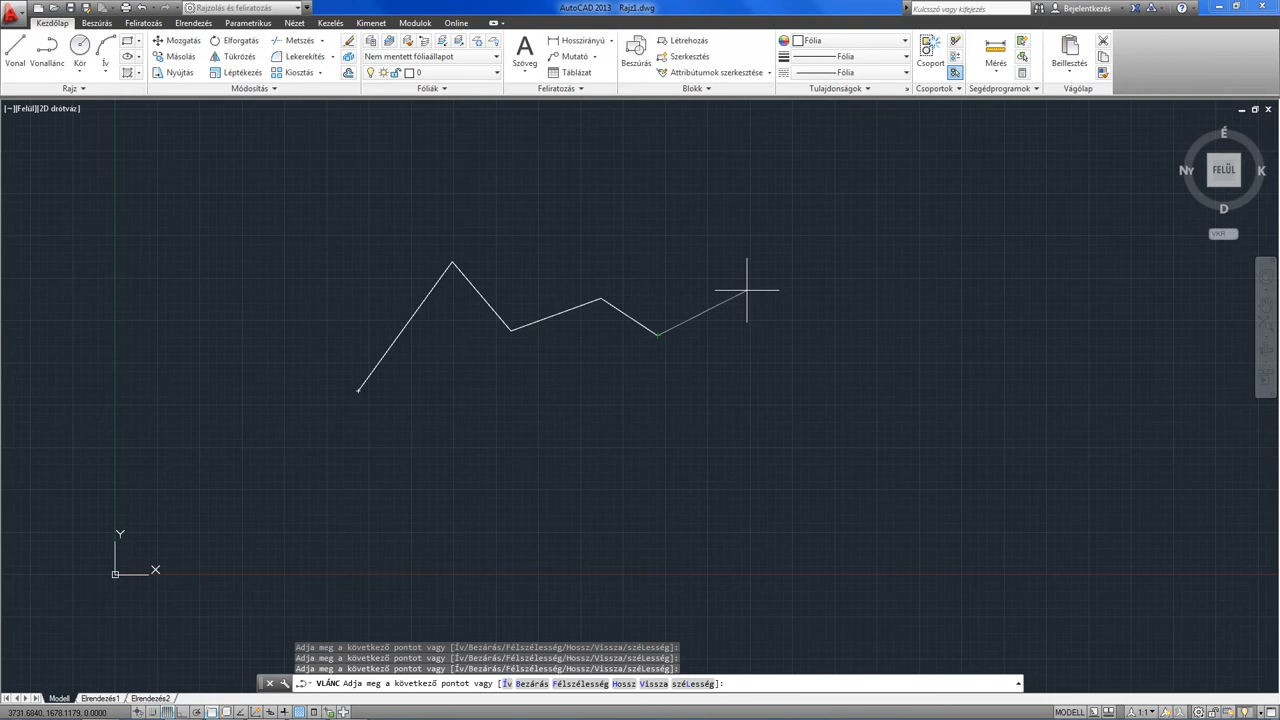 Rajzolás és feliratozás
AutoCAD 2013 Rajz1.dwg
Kulcsszó vagy kifejezés
Bejelentkezés
Kezdőlap Beszúrás Feliratozás Elrendezés Parametrikus Nézet Kezelés Kimenet Modulok Online
Vonal
Vonallánc
Kör
Ív
Rajz
Mozgatás Elforgatás Metszés
Másolás Tükrözés Lekerekítés
Nyújtás Léptékezés Kiosztás
Módosítás
Nem mentett fóliaállapot
0
Fóliák
Szöveg
Hosszirányú
Mutató
Táblázat
Feliratozás
Beszúrás
Létrehozás
Szerkesztés
Attribútumok szerkesztése
Blokk
Fólia
Fólia
Fólia
Tulajdonságok
Csoport
Csoportok
Mérés
Segédprogramok
Beillesztés
Vágólap
[−][Felül][2D drótváz]
É
NY
FELÜL
K
D
VKR
Y
X
Adja meg a következő pontot vagy [Ív/Bezárás/Félszélesség/Hossz/Vissza/széLesség]:
Adja meg a következő pontot vagy [Ív/Bezárás/Félszélesség/Hossz/Vissza/széLesség]:
Adja meg a következő pontot vagy [Ív/Bezárás/Félszélesség/Hossz/Vissza/széLesség]:
VLÁNC Adja meg a következő pontot vagy [Ív Bezárás Félszélesség Hossz Vissza széLesség]:
Modell Elrendezés1 Elrendezés2
3731.6840, 1678.1179, 0.0000
MODELL
1:1